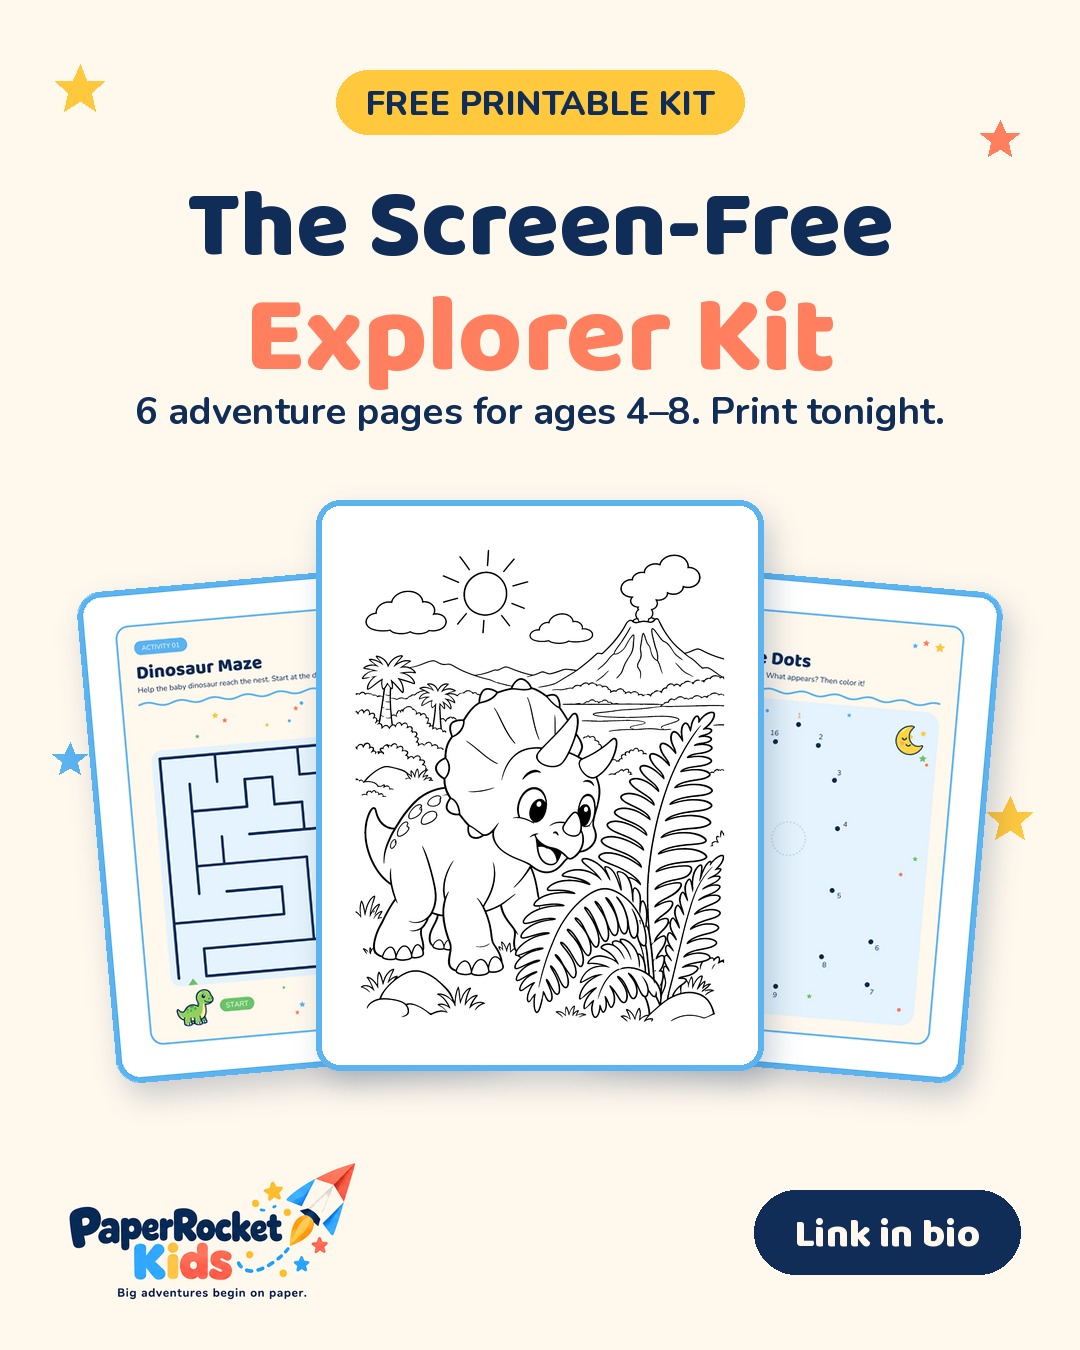 FREE PRINTABLE KIT
The Screen-Free
Explorer Kit
6 adventure pages for ages 4–8. Print tonight.
ACTIVITY 01
Dinosaur Maze
Help the baby dinosaur reach the nest. Start at the
START
Dots
What appears? Then color it!
1
16
2
3
4
5
6
7
8
9
PaperRocket
Kids
Big adventures begin on paper.
Link in bio